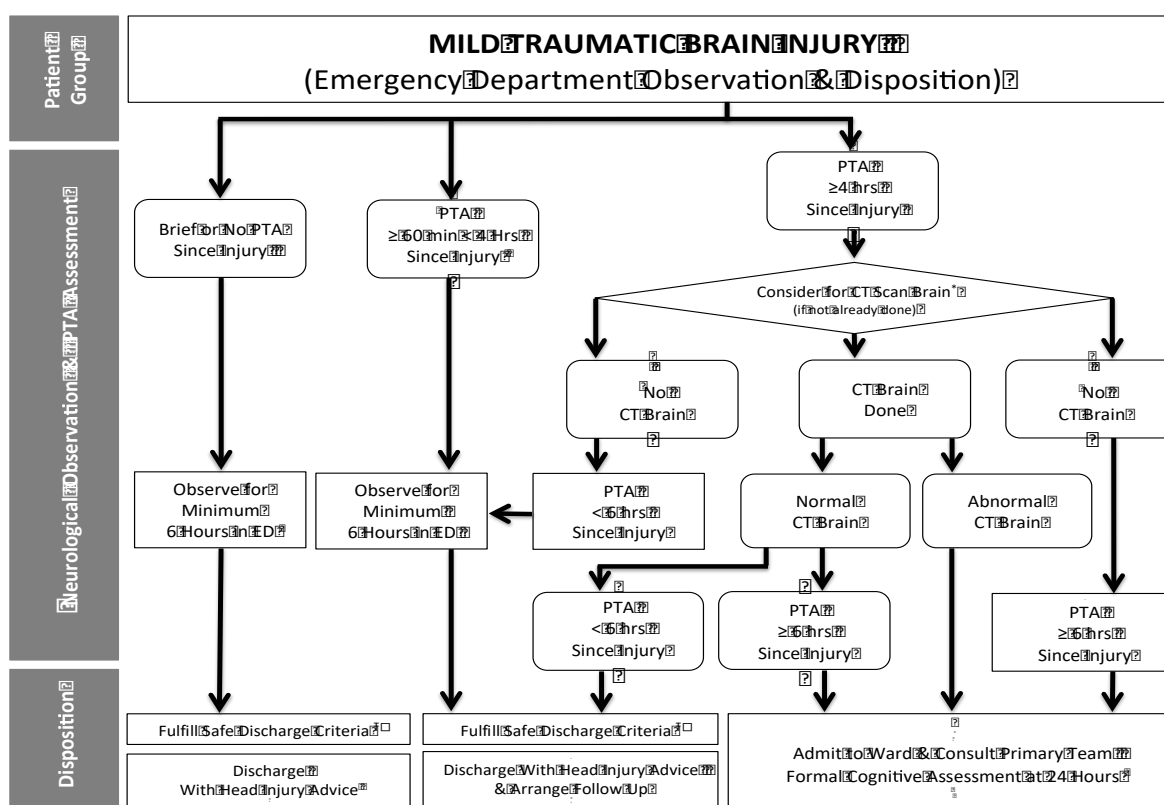 Patient
Group
MILD TRAUMATIC BRAIN INJURY
(Emergency Department Observation & Disposition)
Neurological Observation & PTA Assessment
PTA
≥4 hrs
Since Injury
Brief or No PTA
Since Injury
PTA
≥ 60 min < 4 Hrs
Since Injury
Consider for CT Scan Brain*
(if not already done)
No
CT Brain
CT Brain
Done
No
CT Brain
Observe for
Minimum
6 Hours in ED
Observe for
Minimum
6 Hours in ED
PTA
< 6 hrs
Since Injury
Normal
CT Brain
Abnormal
CT Brain
PTA
< 6 hrs
Since Injury
PTA
≥ 6 hrs
Since Injury
PTA
≥ 6 hrs
Since Injury
Disposition
Fulfill Safe Discharge Criteria
Fulfill Safe Discharge Criteria
Admit to Ward & Consult Primary Team
Formal Cognitive Assessment at 24 Hours
Discharge
With Head Injury Advice
Discharge With Head Injury Advice
& Arrange Follow Up